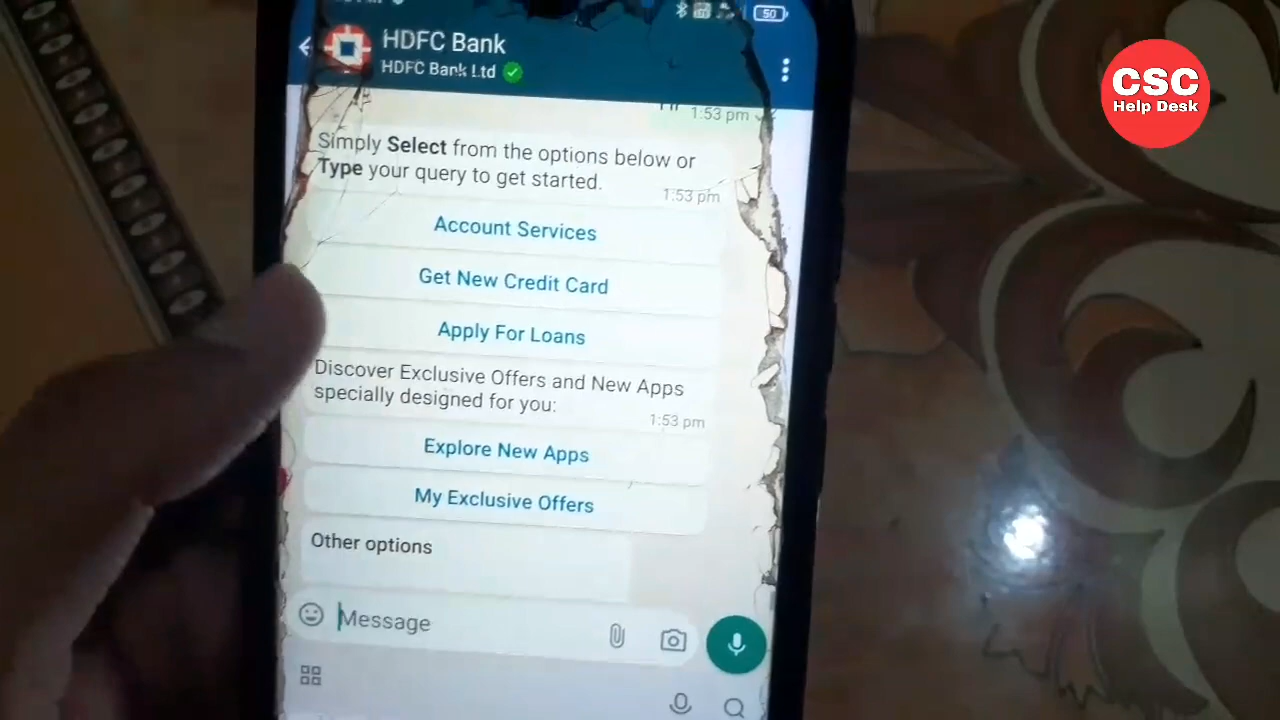 50
HDFC Bank
HDFC Bank Ltd
CSC
Help Desk
1:53 pm
Simply Select from the options below or
Type your query to get started.
1:53 pm
Account Services
Get New Credit Card
Apply For Loans
Discover Exclusive Offers and New Apps
specially designed for you:
1:53 pm
Explore New Apps
My Exclusive Offers
Other options
Message